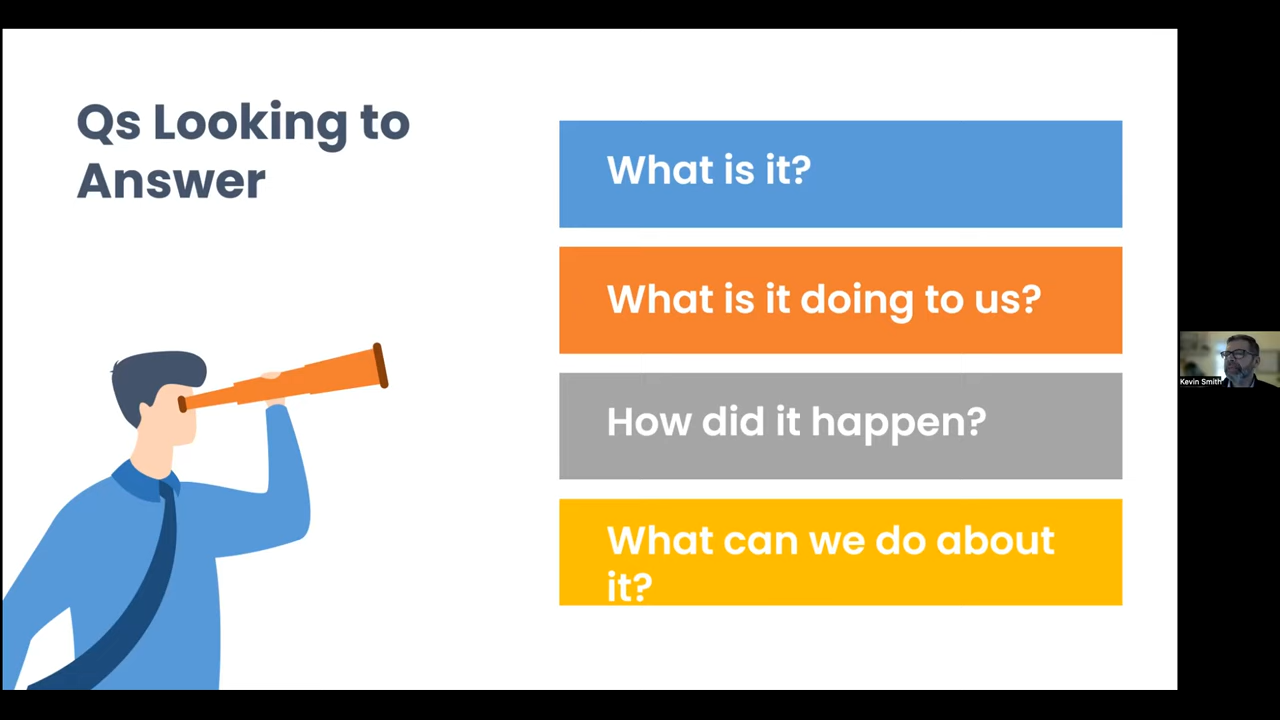 Qs Looking to
Answer
What is it?
What is it doing to us?
How did it happen?
What can we do about
it?
Kevin Smith